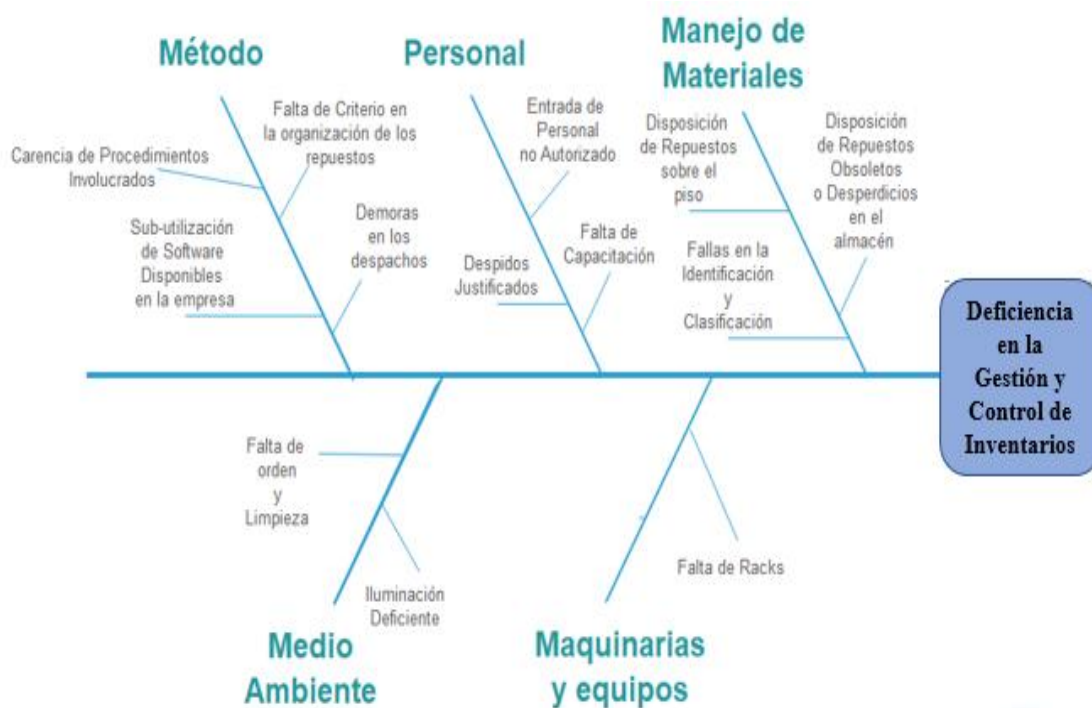 Método
Personal
Manejo de
Materiales
Falta de Criterio en
la organización de los
repuestos
Carencia de Procedimientos
Involucrados
Sub-utilización
de Software
Disponibles
en la empresa
Demoras
en los
despachos
Entrada de
Personal
no Autorizado
Despidos
Justificados
Falta de
Capacitación
Disposición
de Repuestos
sobre el
piso
Fallas en la
Identificación
y
Clasificación
Disposición
de Repuestos
Obsoletos
o Desperdicios
en el
almacén
Deficiencia
en la
Gestión y
Control de
Inventarios
Falta de
orden
y
Limpieza
Iluminación
Deficiente
Falta de Racks
Medio
Ambiente
Maquinarias
y equipos